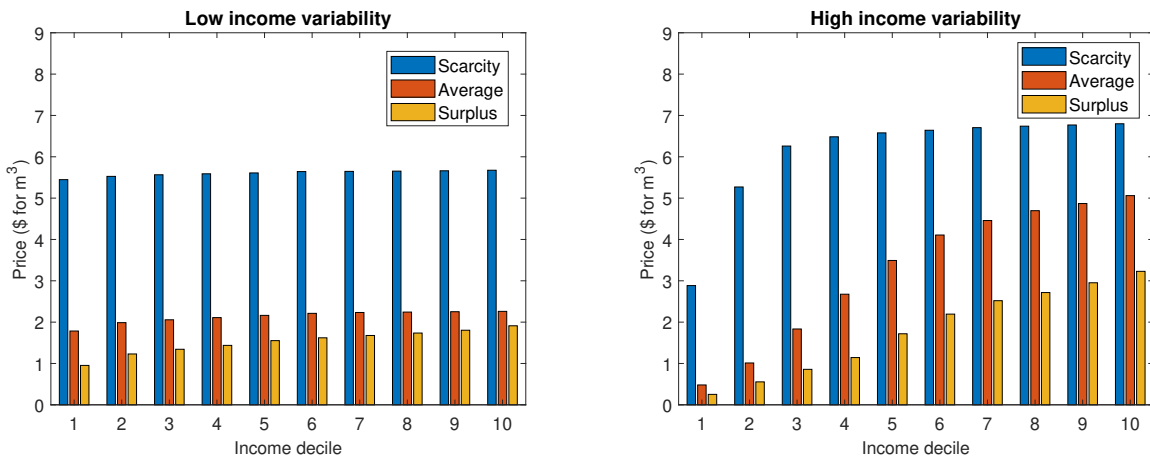 Low income variability
9
8
7
6
5
4
3
2
1
0
Price ($ for m³)
Scarcity
Average
Surplus
1 2 3 4 5 6 7 8 9 10
Income decile
High income variability
9
8
7
6
5
4
3
2
1
0
Price ($ for m³)
Scarcity
Average
Surplus
1 2 3 4 5 6 7 8 9 10
Income decile